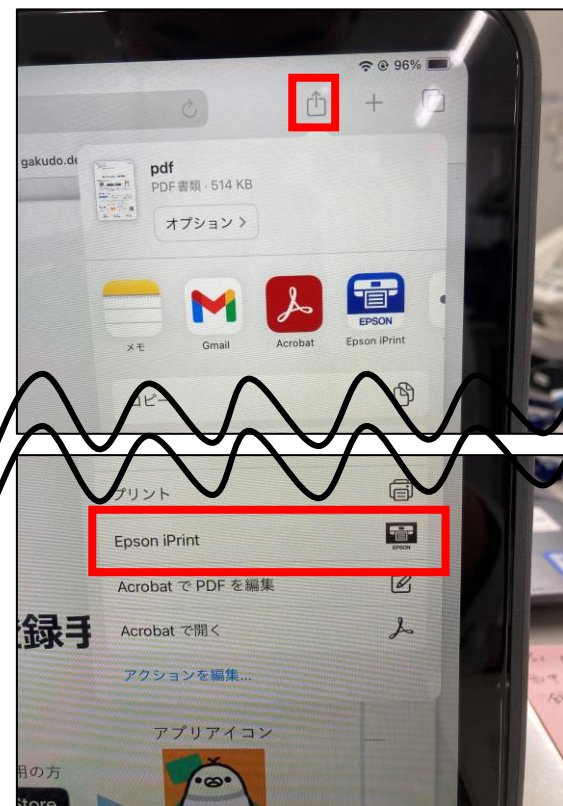 96%
gakudo.de
pdf
PDF書類・514 KB
オプション
EPSON
メモ
Gmail
Acrobat
Epson iPrint
コピー
プリント
Epson iPrint
EPSON
Acrobat で PDF を編集
録手
Acrobat で開く
アクションを編集...
アプリアイコン
用の方
Store